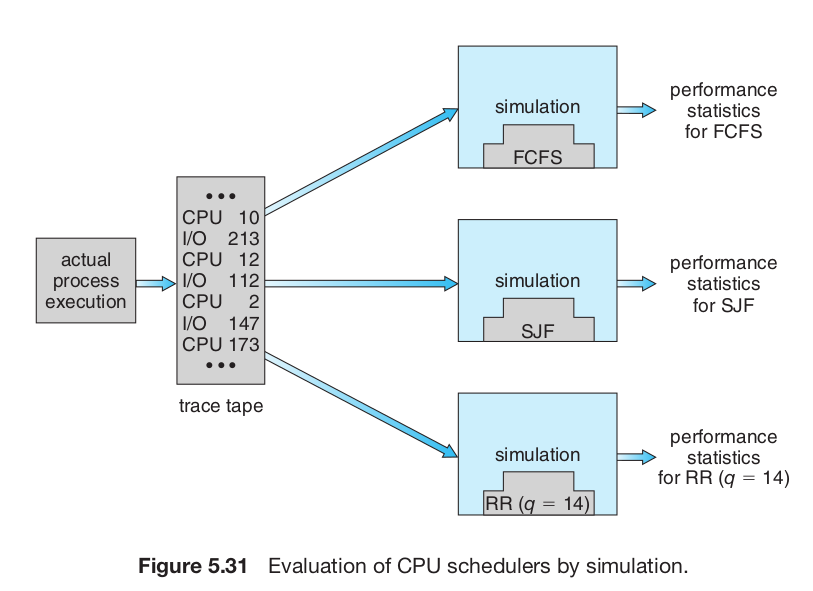 simulation
FCFS
performance
statistics
for FCFS
actual
process
execution
•••
CPU 10
I/O 213
CPU 12
I/O 112
CPU 2
I/O 147
CPU 173
•••
trace tape
simulation
SJF
performance
statistics
for SJF
simulation
RR (q = 14)
performance
statistics
for RR (q = 14)
Figure 5.31 Evaluation of CPU schedulers by simulation.